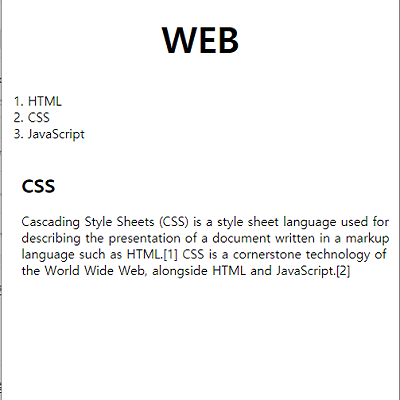 WEB
1. HTML
2. CSS
3. JavaScript
CSS
Cascading Style Sheets (CSS) is a style sheet language used for
describing the presentation of a document written in a markup
language such as HTML.[1] CSS is a cornerstone technology of
the World Wide Web, alongside HTML and JavaScript.[2]